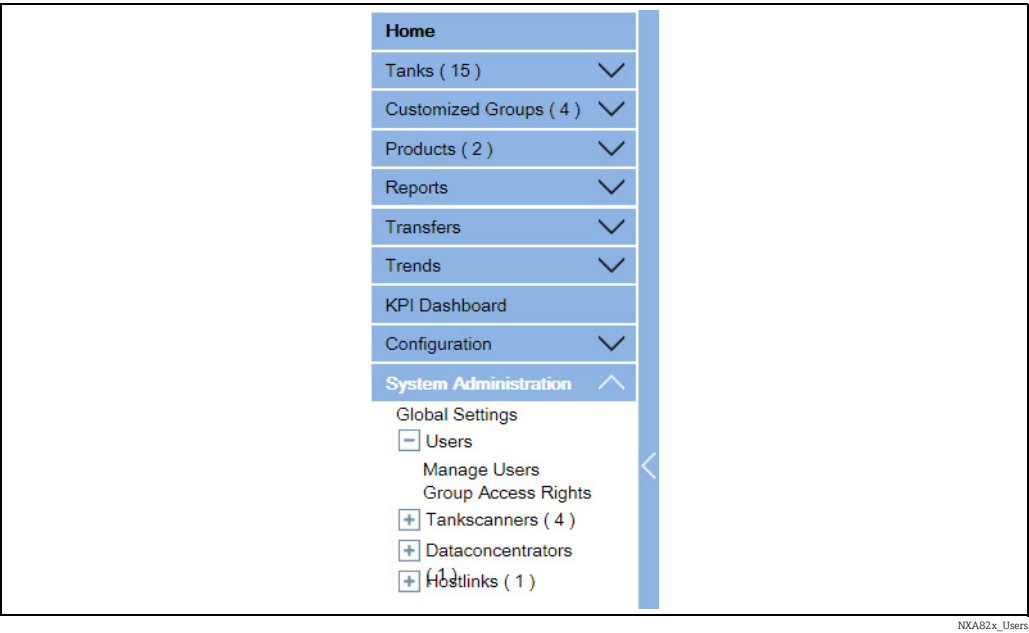 Home
Tanks ( 15 )
Customized Groups ( 4 )
Products ( 2 )
Reports
Transfers
Trends
KPI Dashboard
Configuration
System Administration
Global Settings
Users
Manage Users
Group Access Rights
Tankscanners ( 4 )
Dataconcentrators
( 1 )
Hostlinks ( 1 )
NXA82x_Users